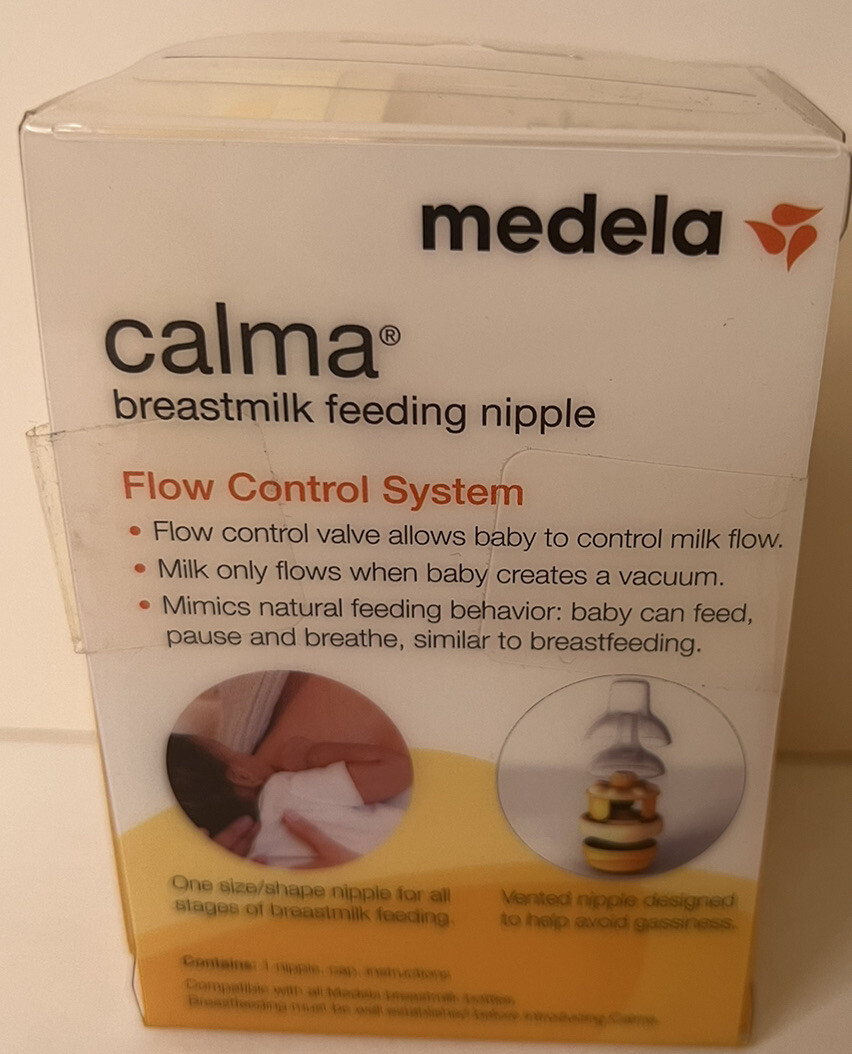 medela
calma®
breastmilk feeding nipple
Flow Control System
• Flow control valve allows baby to control milk flow.
• Milk only flows when baby creates a vacuum.
• Mimics natural feeding behavior: baby can feed,
pause and breathe, similar to breastfeeding.
One size/shape nipple for all
stages of breastmilk feeding.
Vented nipple designed
to help avoid gassiness.
Contains: 1 nipple, cap, instructions
Compatible with all Medela breastmilk bottles
Breastfeeding must be well established before introducing Calma.